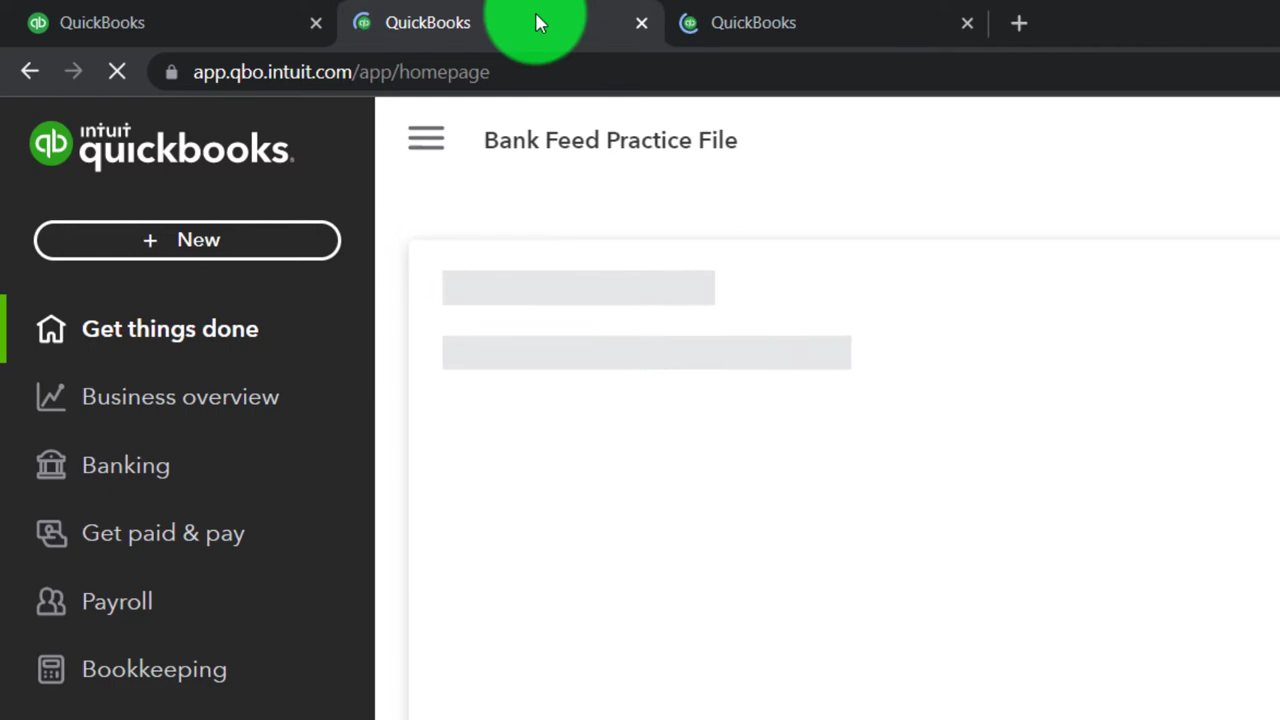 QuickBooks
QuickBooks
QuickBooks
app.qbo.intuit.com/app/homepage
qb intuit quickbooks.
Bank Feed Practice File
+ New
Get things done
Business overview
Banking
Get paid & pay
Payroll
Bookkeeping